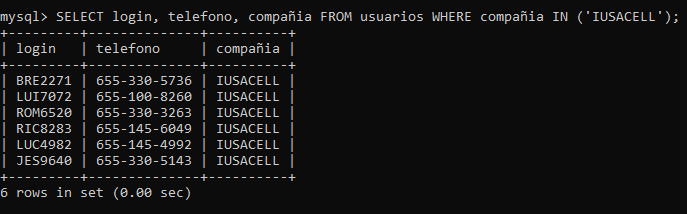 mysql> SELECT login, telefono, compañia FROM usuarios WHERE compañia IN ('IUSACELL');
+---------+--------------+----------+
| login   | telefono     | compañia |
+---------+--------------+----------+
| BRE2271 | 655-330-5736 | IUSACELL |
| LUI7072 | 655-100-8260 | IUSACELL |
| ROM6520 | 655-330-3263 | IUSACELL |
| RIC8283 | 655-145-6049 | IUSACELL |
| LUC4982 | 655-145-4992 | IUSACELL |
| JES9640 | 655-330-5143 | IUSACELL |
+---------+--------------+----------+
6 rows in set (0.00 sec)